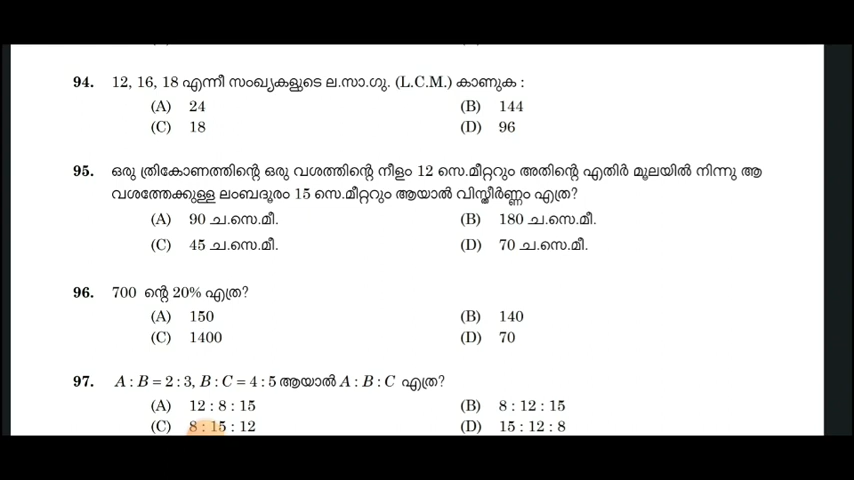 94. 12, 16, 18 എന്നീ സംഖ്യകളുടെ ല.സാ.ഗു. (L.C.M.) കാണുക :
(A) 24 (B) 144
(C) 18 (D) 96
95. ഒരു ത്രികോണത്തിന്റെ ഒരു വശത്തിന്റെ നീളം 12 സെ.മീറ്ററും അതിന്റെ എതിർ മൂലയിൽ നിന്നു ആ
വശത്തേക്കുള്ള ലംബദൂരം 15 സെ.മീറ്ററും ആയാൽ വിസ്തീർണ്ണം എത്ര?
(A) 90 ച.സെ.മീ. (B) 180 ച.സെ.മീ.
(C) 45 ച.സെ.മീ. (D) 70 ച.സെ.മീ.
96. 700 ന്റെ 20% എത്ര?
(A) 150 (B) 140
(C) 1400 (D) 70
97. A : B = 2 : 3, B : C = 4 : 5 ആയാൽ A : B : C എത്ര?
(A) 12 : 8 : 15 (B) 8 : 12 : 15
(C) 8 : 15 : 12 (D) 15 : 12 : 8